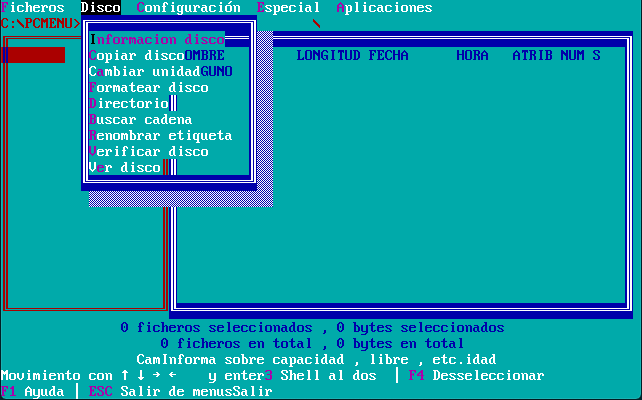 Ficheros Disco Configuración Especial Aplicaciones
C:\PCMENU> \
Informacion disco
Copiar discoOMBRE LONGITUD FECHA HORA ATRIB NUM S
Cambiar unidadGUNO
Formatear disco
Directorio
Buscar cadena
Renombrar etiqueta
Verificar disco
Ver disco
0 ficheros seleccionados , 0 bytes seleccionados
0 ficheros en total , 0 bytes en total
CamInforma sobre capacidad , libre , etc.idad
Movimiento con ↑ ↓ → ← y enter3 Shell al dos | F4 Desseleccionar
F1 Ayuda | ESC Salir de menusSalir